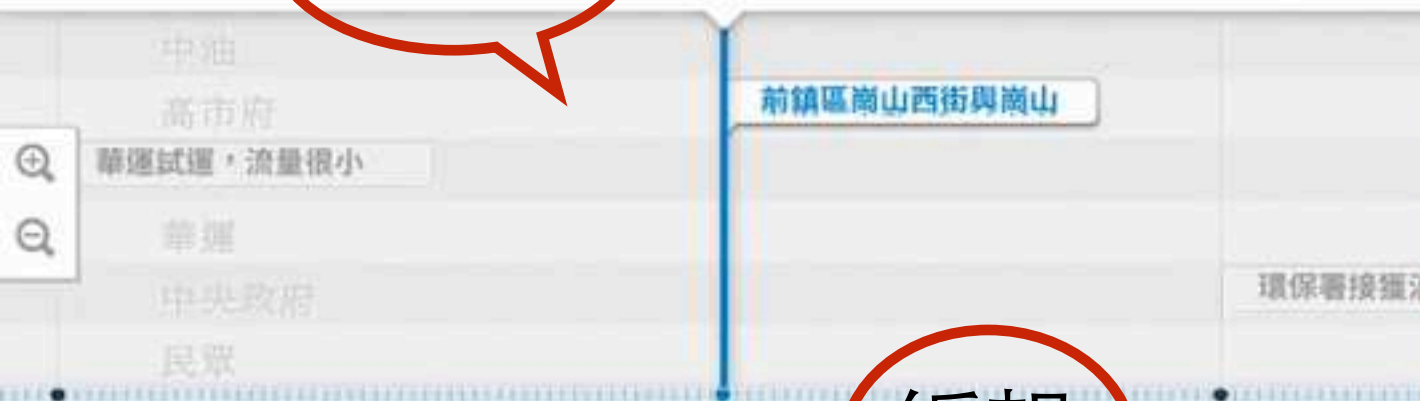 中油
高市府
前鎮區崗山西街與崗山
華運試運，流量很小
華運
中央政府
環保署接獲
民眾